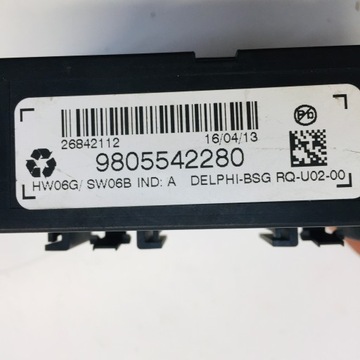 26842112 16/04/13
9805542280
HW06G/ SW06B IND: A DELPHI-BSG RQ-U02-00